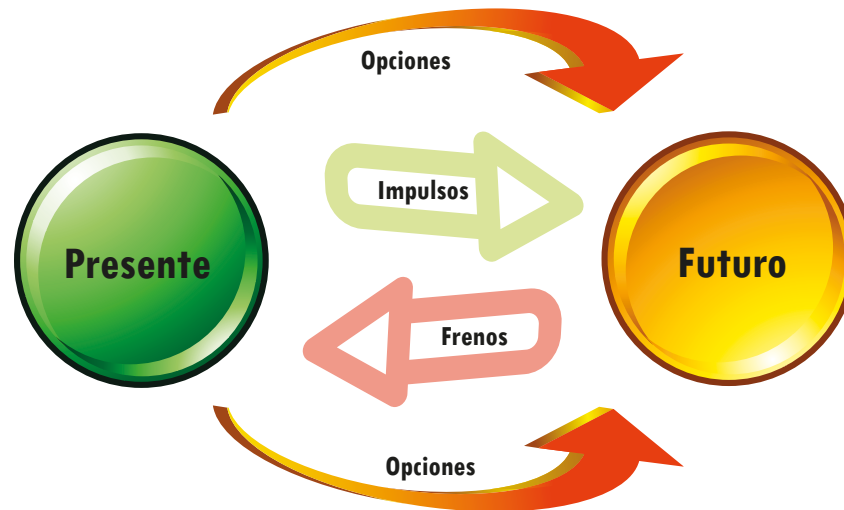 Opciones
Impulsos
Presente
Futuro
Frenos
Opciones